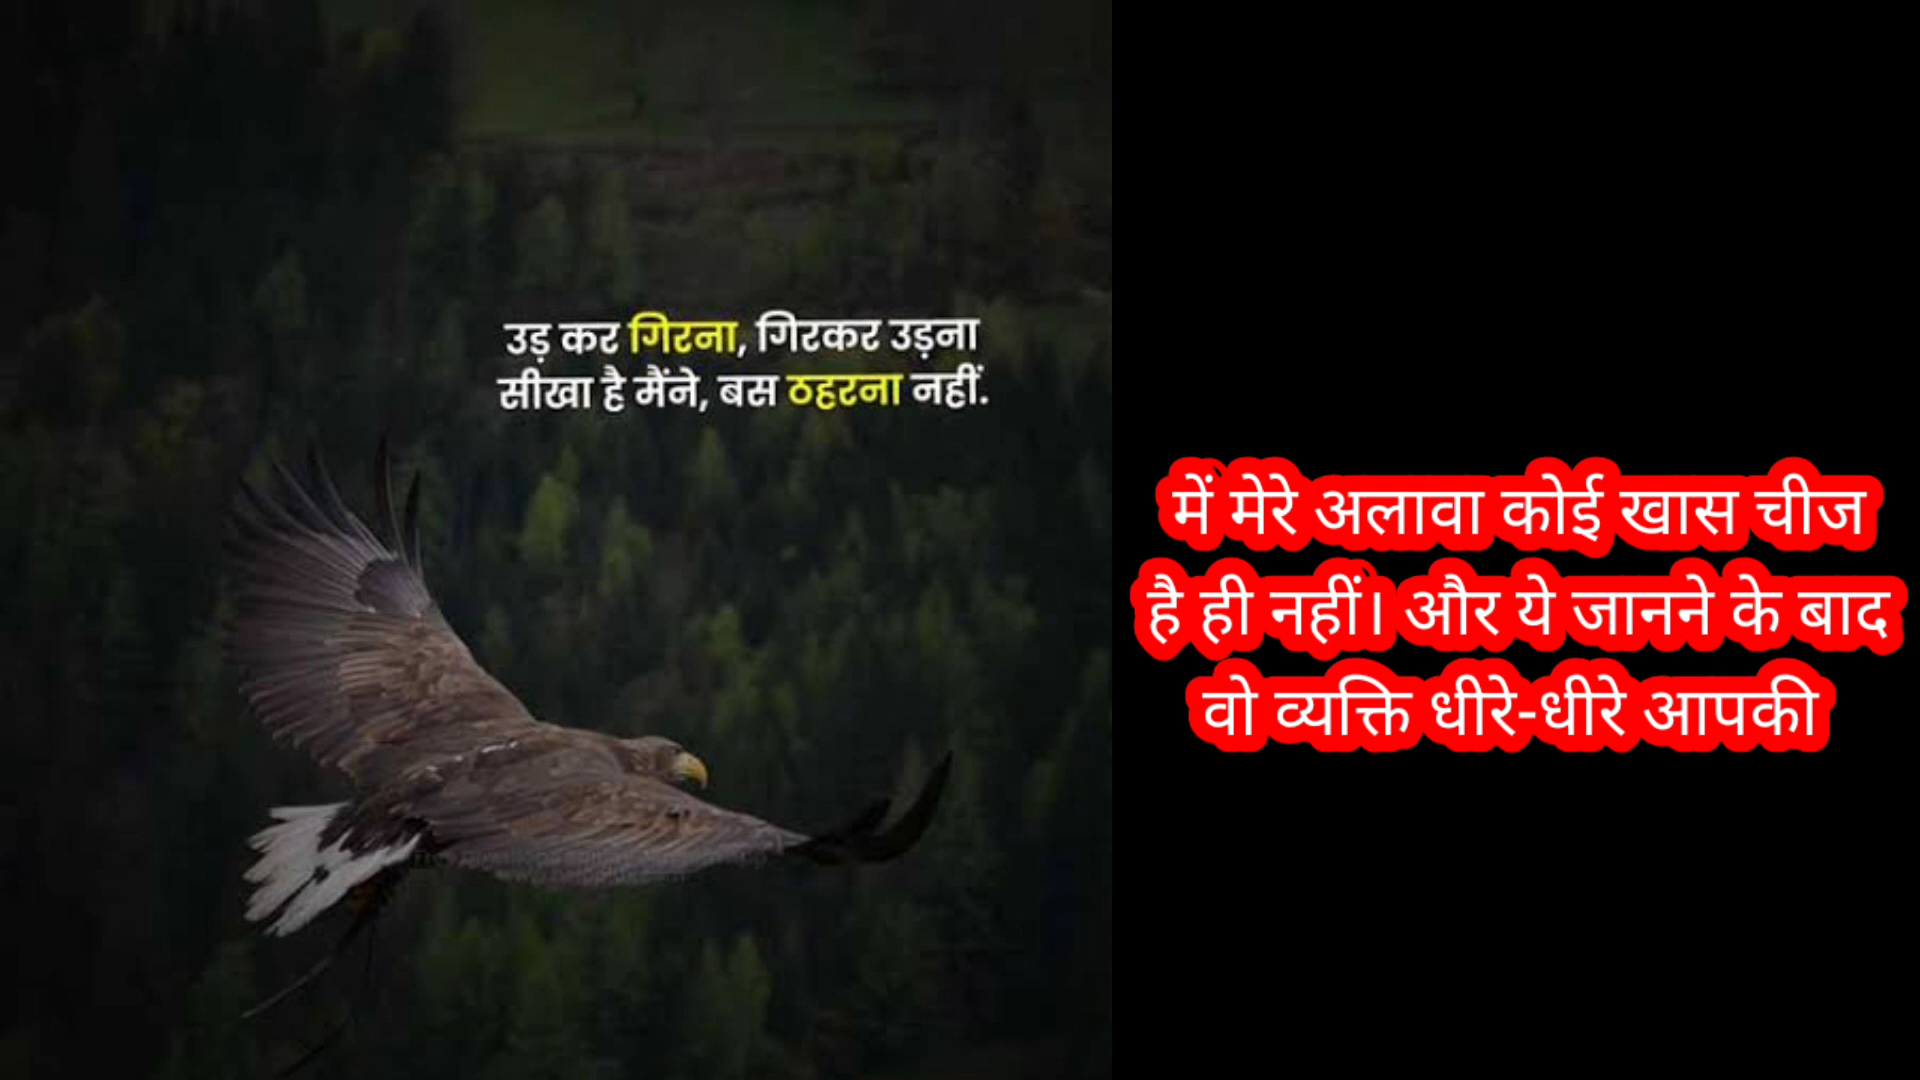 उड़ कर गिरना, गिरकर उड़ना
सीखा है मैंने, बस ठहरना नहीं.
में मेरे अलावा कोई खास चीज
है ही नहीं। और ये जानने के बाद
वो व्यक्ति धीरे-धीरे आपकी